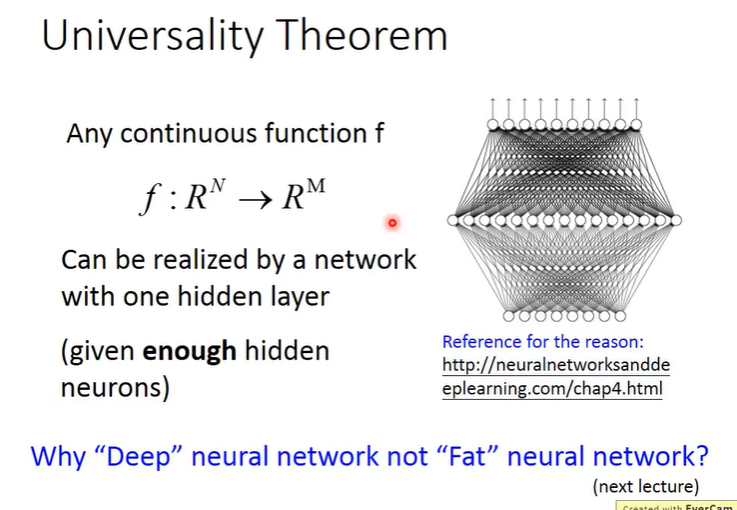 Universality Theorem
Any continuous function f
f : R^N → R^M
Can be realized by a network
with one hidden layer
(given enough hidden
neurons)
Reference for the reason:
http://neuralnetworksandde
eplearning.com/chap4.html
Why “Deep” neural network not “Fat” neural network?
(next lecture)
Created with EverCam